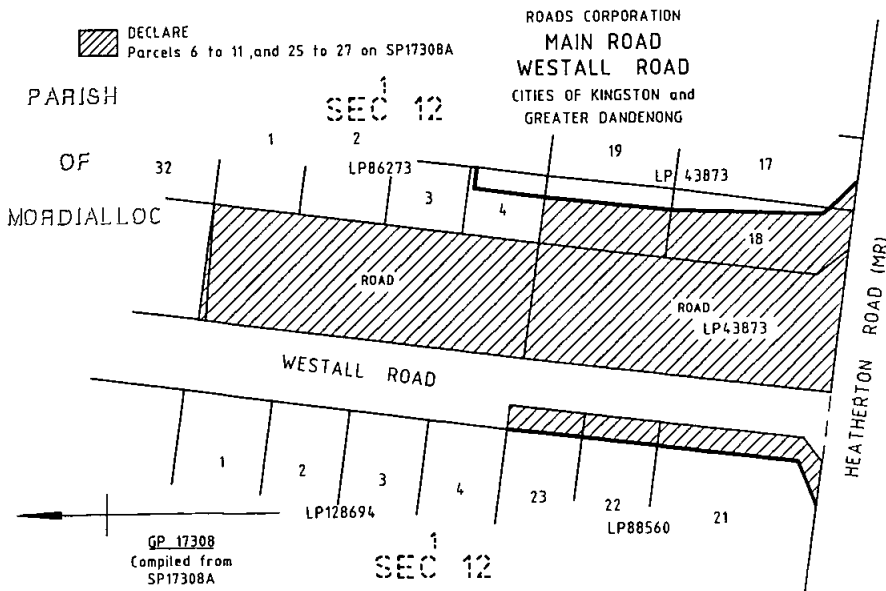 DECLARE
Parcels 6 to 11, and 25 to 27 on SP17308A
ROADS CORPORATION
MAIN ROAD
WESTALL ROAD
CITIES OF KINGSTON and
GREATER DANDENONG
PARISH
OF
MORDIALLOC
1
SEC 12
32
1
2
LP86273
3
4
19
LP 43873
17
18
ROAD
ROAD
LP43873
WESTALL ROAD
HEATHERTON ROAD (MR)
1
2
3
4
23
22
21
LP128694
LP88560
1
SEC 12
GP 17308
Compiled from
SP17308A